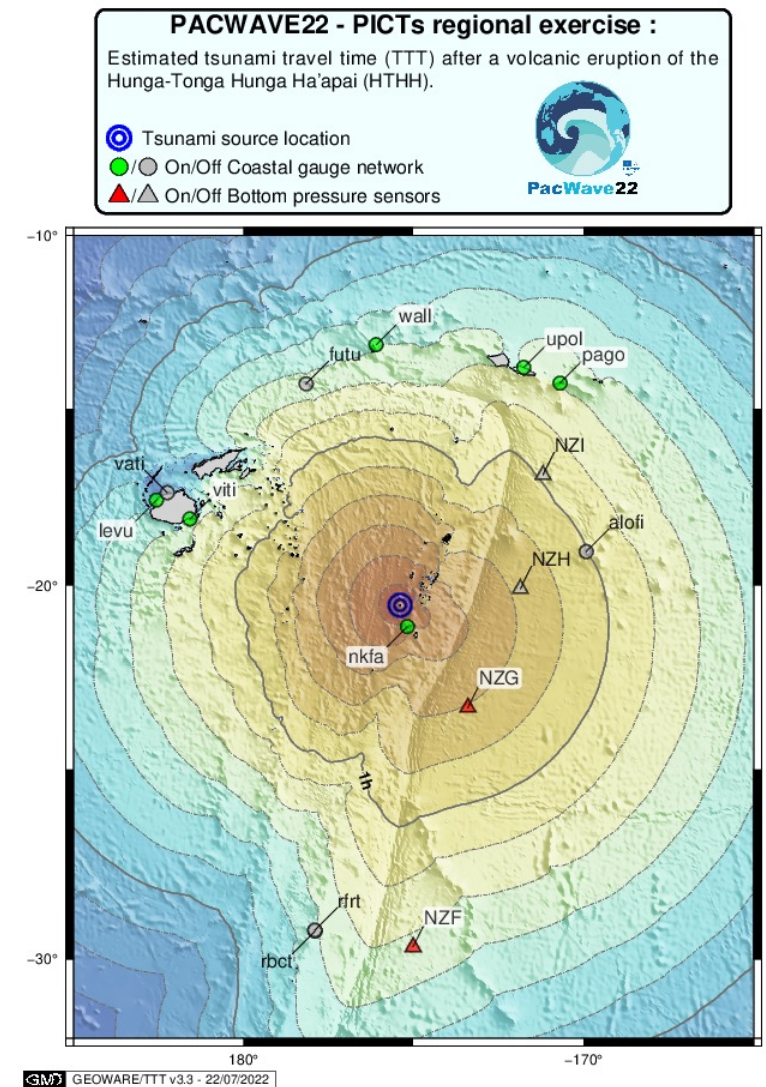 PACWAVE22 - PICTs regional exercise :
Estimated tsunami travel time (TTT) after a volcanic eruption of the
Hunga-Tonga Hunga Ha'apai (HTHH).
Tsunami source location
/ On/Off Coastal gauge network
/ On/Off Bottom pressure sensors
PacWave22
−10°
wall
futu
upol
pago
NZI
vati
viti
levu
alofi
NZH
−20°
nkfa
NZG
1h
rfrt
NZF
rbct
−30°
180°
−170°
GMD GEOWARE/TTT v3.3 - 22/07/2022